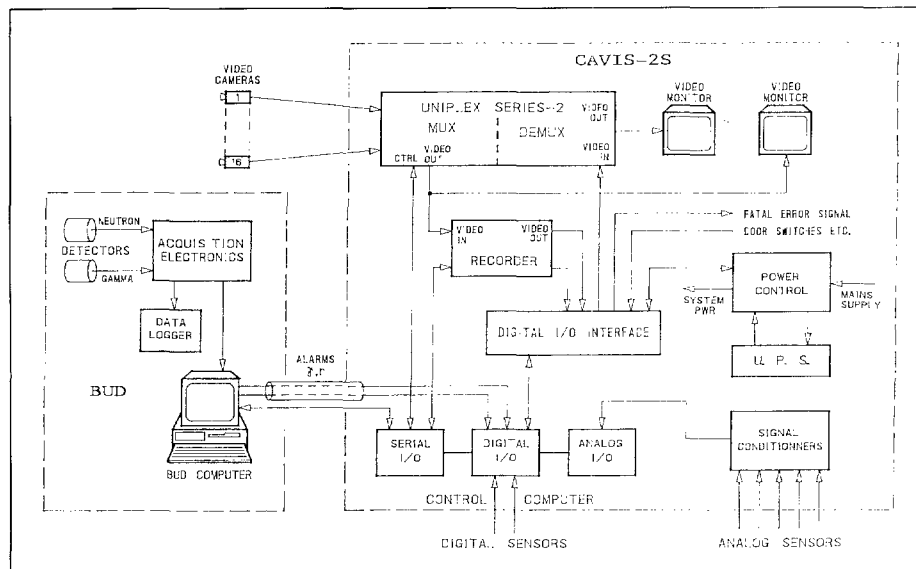 CAVIS-2S
VIDEO
CAMERAS
1
16
UNIPLEX SERIES-2
MUX
DEMUX
VIDEO
OUT
VIDEO
IN
CTRL
VIDEO
OUT
VIDEO
MONITOR
VIDEO
MONITOR
NEUTRON
DETECTORS
GAMMA
ACQUISITION
ELECTRONICS
DATA
LOGGER
BUD
BUD COMPUTER
ALARMS
VIDEO
IN
VIDEO
OUT
RECORDER
FATAL ERROR SIGNAL
DOOR SWITCHES ETC.
DIGITAL I/O INTERFACE
SYSTEM
PWR
POWER
CONTROL
MAINS
SUPPLY
U. P. S.
SERIAL
I/O
DIGITAL
I/O
ANALOG
I/O
SIGNAL
CONDITIONNERS
CONTROL COMPUTER
DIGITAL SENSORS
ANALOG SENSORS